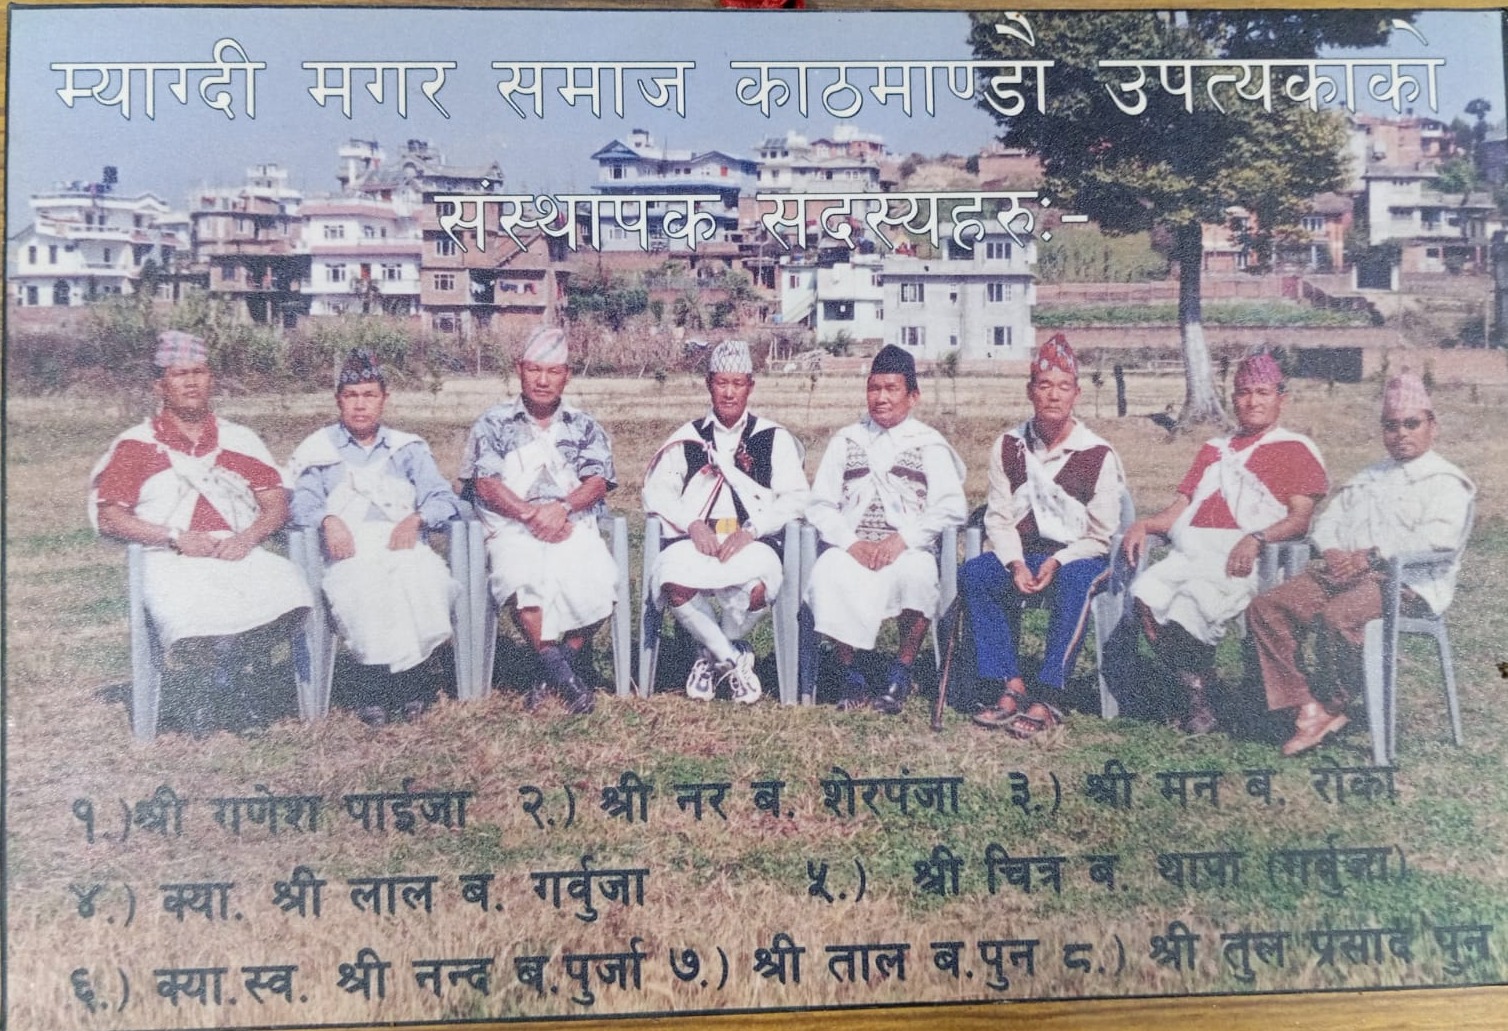 म्याग्दी मगर समाज काठमाण्डौ उपत्यकाको
संस्थापक सदस्यहरुः-
१.)श्री गणेश पाईजा २.) श्री नर ब. शेरपंजा ३.) श्री मन ब. रोका
४.) क्या. श्री लाल ब. गर्वुजा ५.) श्री चित्र ब. थापा (गर्वुजा)
६.) क्या.स्व. श्री नन्द ब.पुर्जा ७.) श्री ताल ब.पुन ८.) श्री तुल प्रसाद पुन